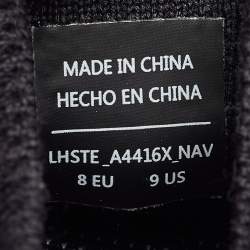 MADE IN CHINA
HECHO EN CHINA
LHSTE_A4416X_NAV
8 EU 9 US